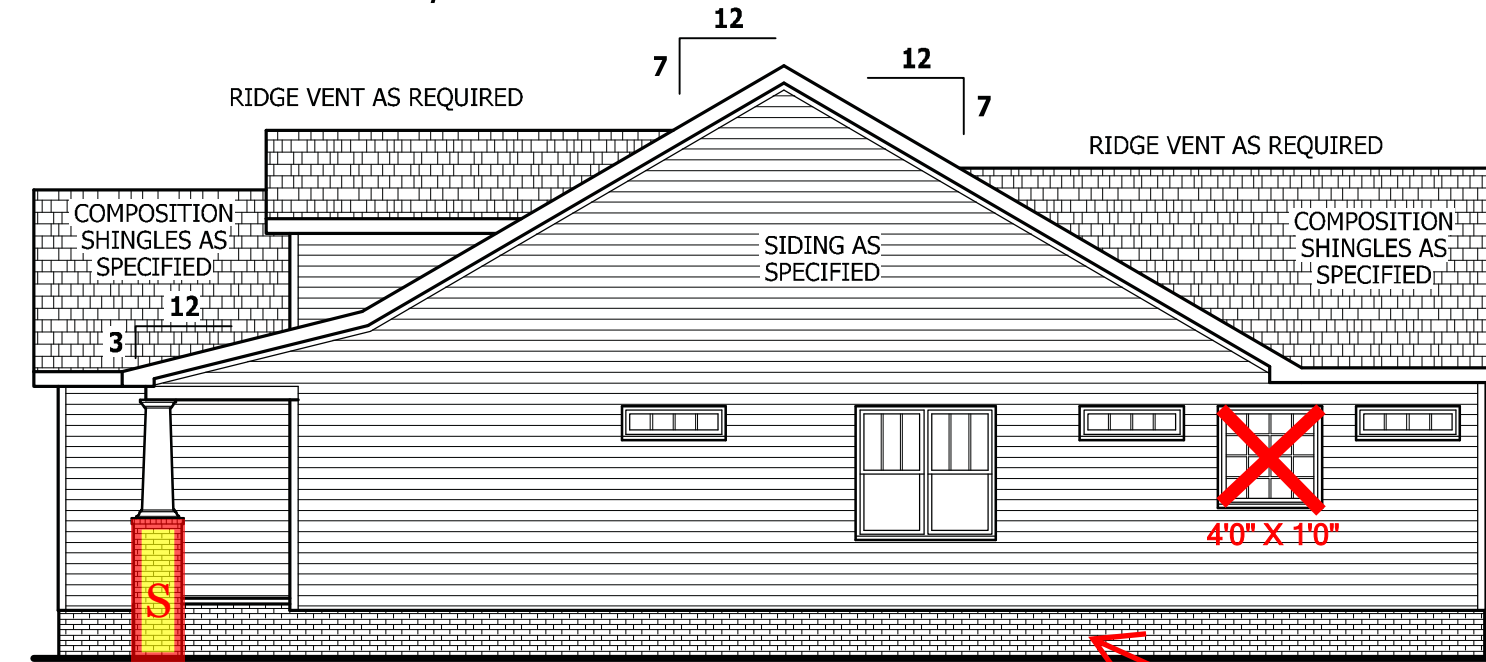 12
7
12
7
RIDGE VENT AS REQUIRED
RIDGE VENT AS REQUIRED
COMPOSITION
SHINGLES AS
SPECIFIED
SIDING AS
SPECIFIED
COMPOSITION
SHINGLES AS
SPECIFIED
12
3
4'0" X 1'0"
S